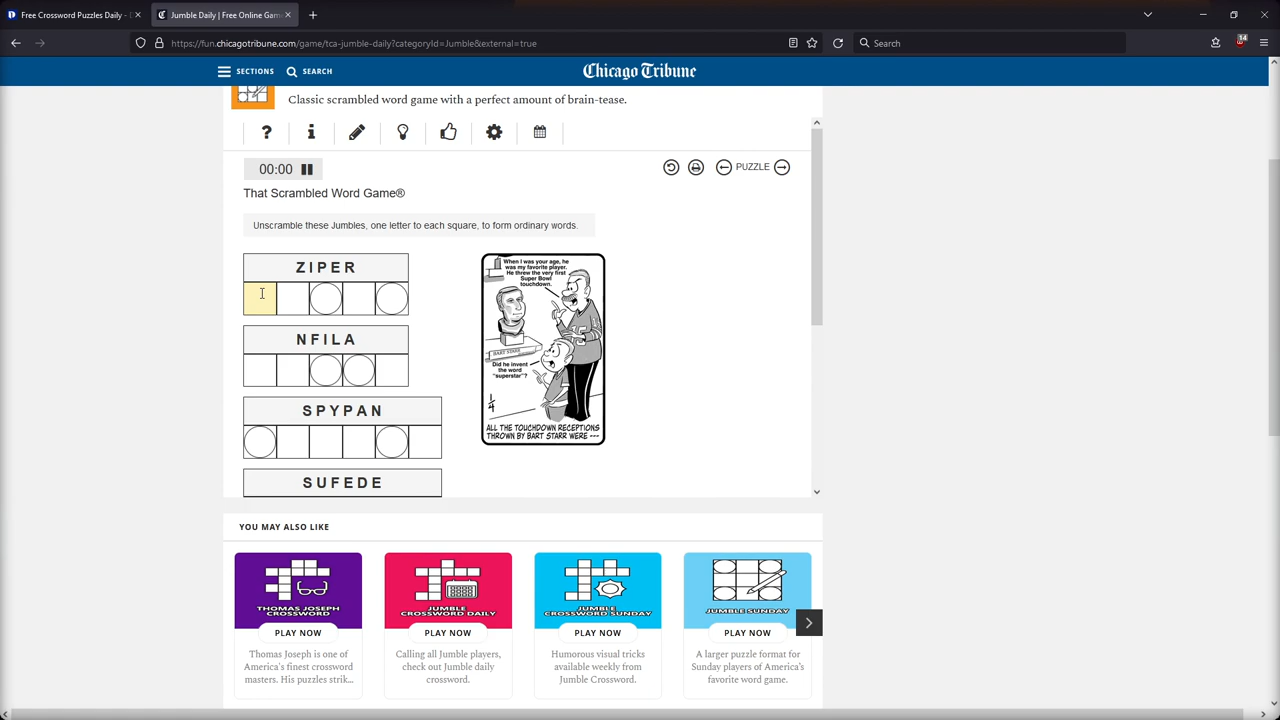 Free Crossword Puzzles Daily - D
Jumble Daily | Free Online Gam
14
https://fun.chicagotribune.com/game/tca-jumble-daily?categoryId=Jumble&external=true
Search
SECTIONS
SEARCH
Chicago Tribune
Classic scrambled word game with a perfect amount of brain-tease.
00:00
PUZZLE
That Scrambled Word Game®
Unscramble these Jumbles, one letter to each square, to form ordinary words.
ZIPER
NFILA
SPYPAN
SUFEDE
When I was your age, he
was my favorite player.
He threw the very first
Super Bowl
touchdown.
15
BART STARR
Did he invent
the word
"superstar"?
1/4
ALL THE TOUCHDOWN RECEPTIONS
THROWN BY BART STARR WERE ---
YOU MAY ALSO LIKE
THOMAS JOSEPH
CROSSWORD
PLAY NOW
Thomas Joseph is one of
America's finest crossword
masters. His puzzles strik...
JUMBLE
CROSSWORD DAILY
PLAY NOW
Calling all Jumble players,
check out Jumble daily
crossword.
JUMBLE
CROSSWORD SUNDAY
PLAY NOW
Humorous visual tricks
available weekly from
Jumble Crossword.
JUMBLE SUNDAY
PLAY NOW
A larger puzzle format for
Sunday players of America's
favorite word game.